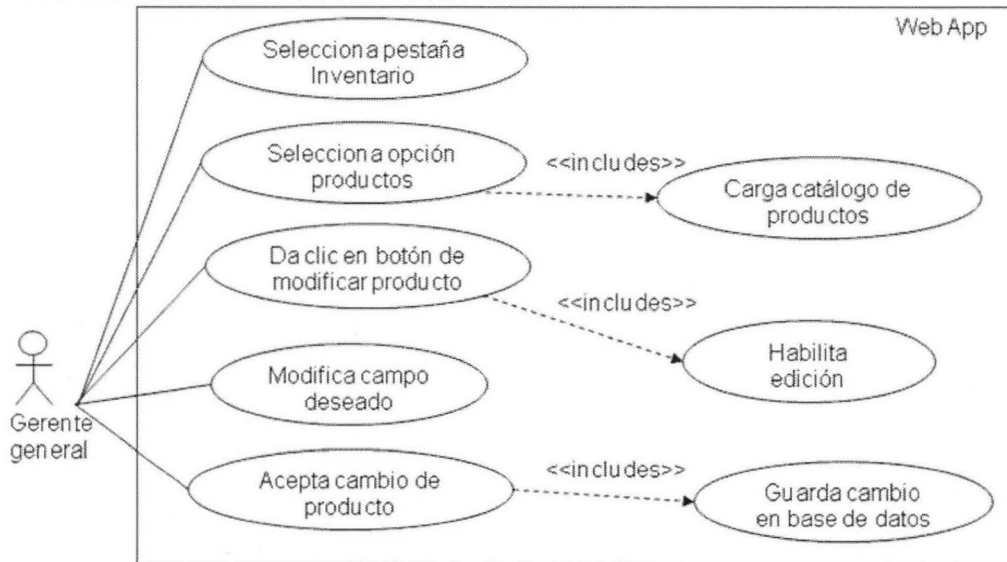 Web App
Selecciona pestaña
Inventario
Selecciona opción
productos
<<includes>>
Carga catálogo de
productos
Da clic en botón de
modificar producto
<<includes>>
Habilita
edición
Modifica campo
deseado
Gerente
general
Acepta cambio de
producto
<<includes>>
Guarda cambio
en base de datos